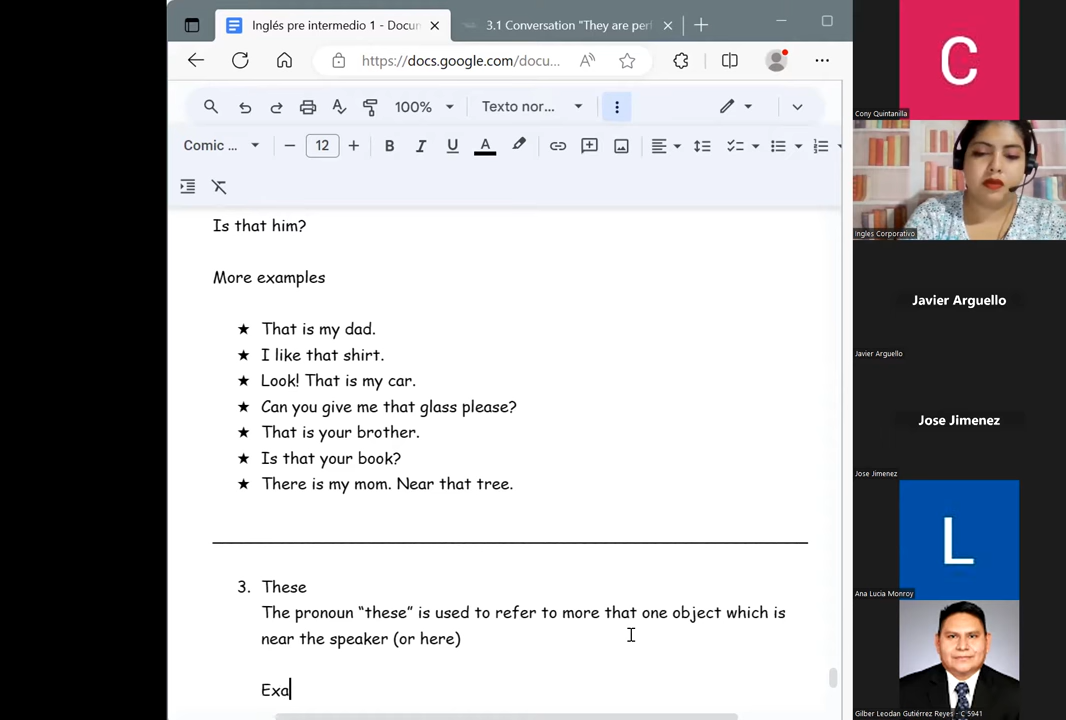 Inglés pre intermedio 1 - Docun
3.1 Conversation "They are per
https://docs.google.com/docu...
100%
Texto nor...
Comic ...
12
Is that him?
More examples
★ That is my dad.
★ I like that shirt.
★ Look! That is my car.
★ Can you give me that glass please?
★ That is your brother.
★ Is that your book?
★ There is my mom. Near that tree.
3. These
The pronoun “these” is used to refer to more that one object which is
near the speaker (or here)
Exa
C
Cony Quintanilla
Ingles Corporativo
Javier Arguello
Javier Arguello
Jose Jimenez
Jose Jimenez
L
Ana Lucia Monroy
Gilber Leodan Gutiérrez Reyes - C 5941